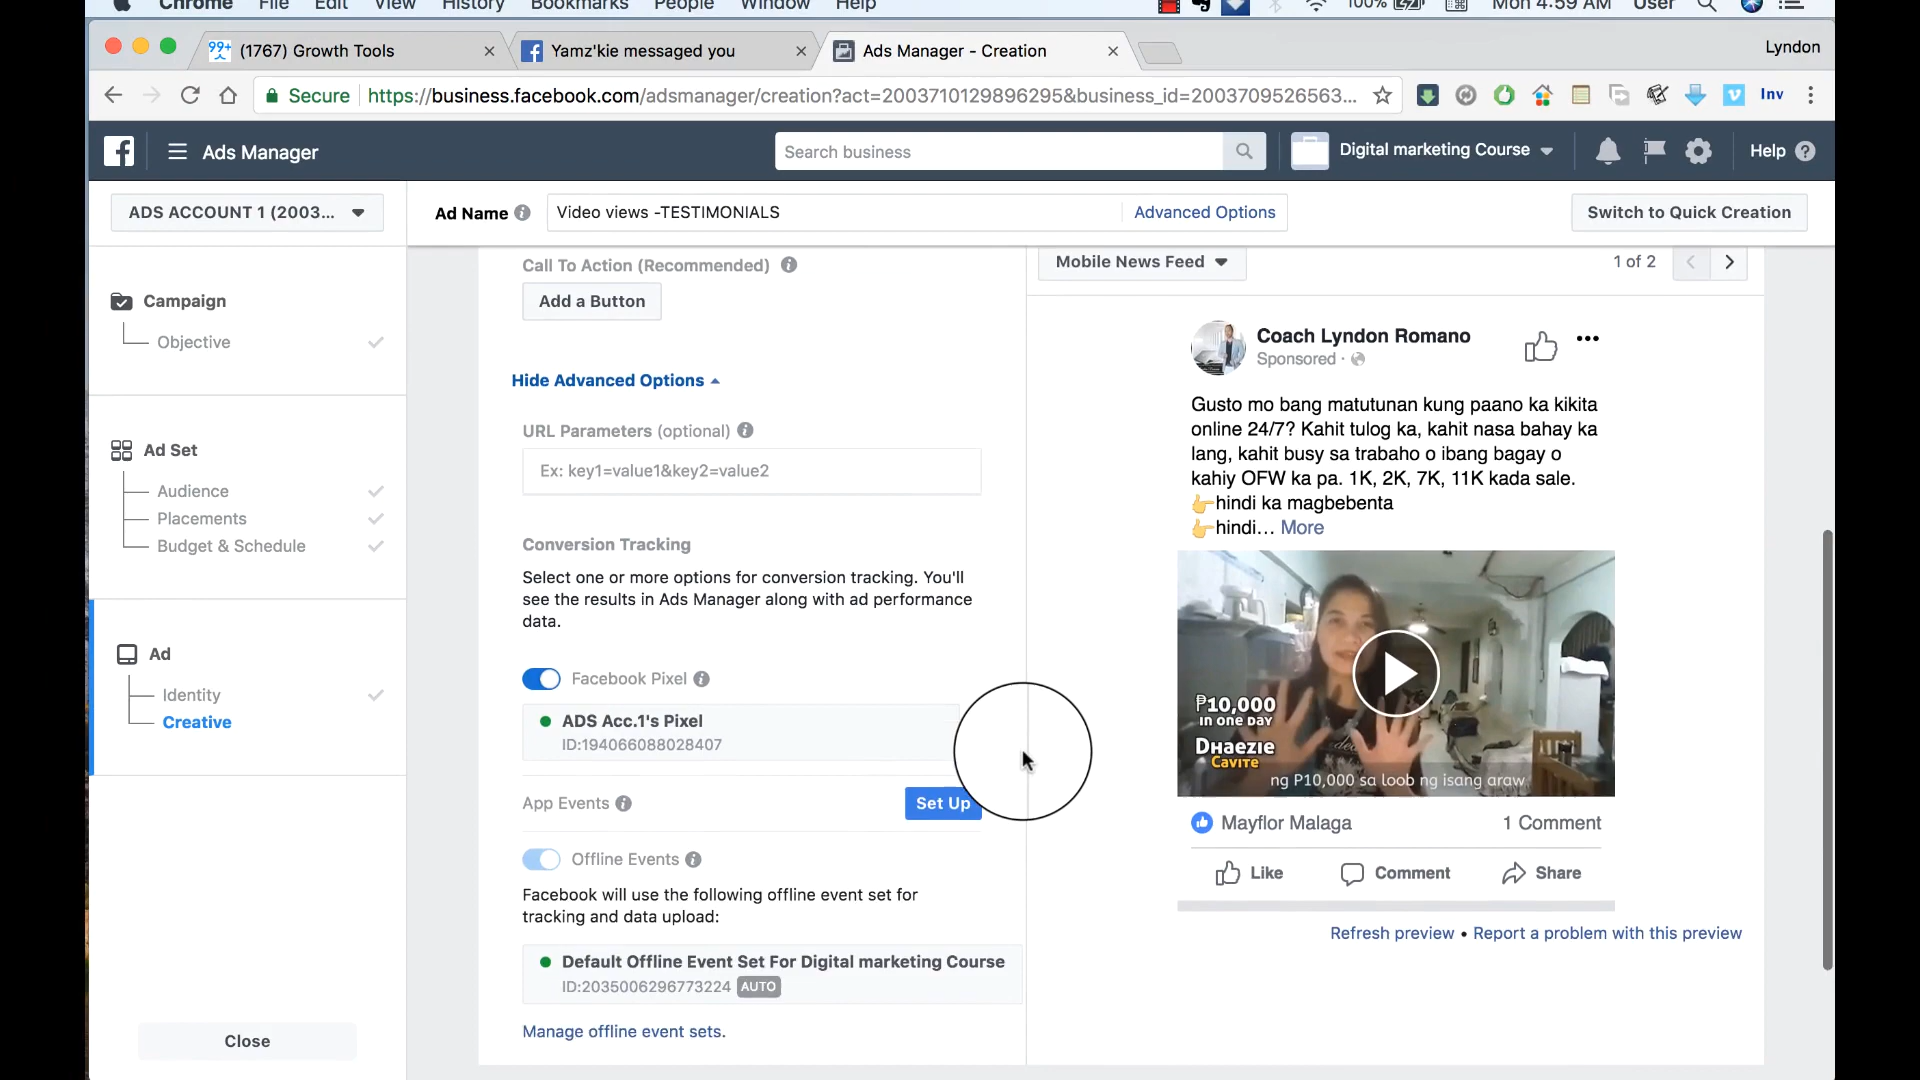 Chrome File Edit View History Bookmarks People Window Help 100% Mon 4:59 AM User
99+ (1767) Growth Tools Yamz'kie messaged you Ads Manager - Creation Lyndon
Secure https://business.facebook.com/adsmanager/creation?act=2003710129896295&business_id=2003709526563... Inv
Ads Manager Search business Digital marketing Course Help
ADS ACCOUNT 1 (2003... Ad Name Video views -TESTIMONIALS Advanced Options Switch to Quick Creation
Campaign
Objective
Ad Set
Audience
Placements
Budget & Schedule
Ad
Identity
Creative
Close
Call To Action (Recommended)
Add a Button
Hide Advanced Options
URL Parameters (optional)
Ex: key1=value1&key2=value2
Conversion Tracking
Select one or more options for conversion tracking. You'll
see the results in Ads Manager along with ad performance
data.
Facebook Pixel
ADS Acc.1's Pixel
ID:194066088028407
App Events Set Up
Offline Events
Facebook will use the following offline event set for
tracking and data upload:
Default Offline Event Set For Digital marketing Course
ID:2035006296773224 AUTO
Manage offline event sets.
Mobile News Feed 1 of 2
Coach Lyndon Romano
Sponsored ·
Gusto mo bang matutunan kung paano ka kikita
online 24/7? Kahit tulog ka, kahit nasa bahay ka
lang, kahit busy sa trabaho o ibang bagay o
kahiy OFW ka pa. 1K, 2K, 7K, 11K kada sale.
👉hindi ka magbebenta
👉hindi... More
₱10,000
IN ONE DAY
DHAEZIE
CAVITE
ng P10,000 sa loob ng isang araw
Mayflor Malaga 1 Comment
Like Comment Share
Refresh preview • Report a problem with this preview